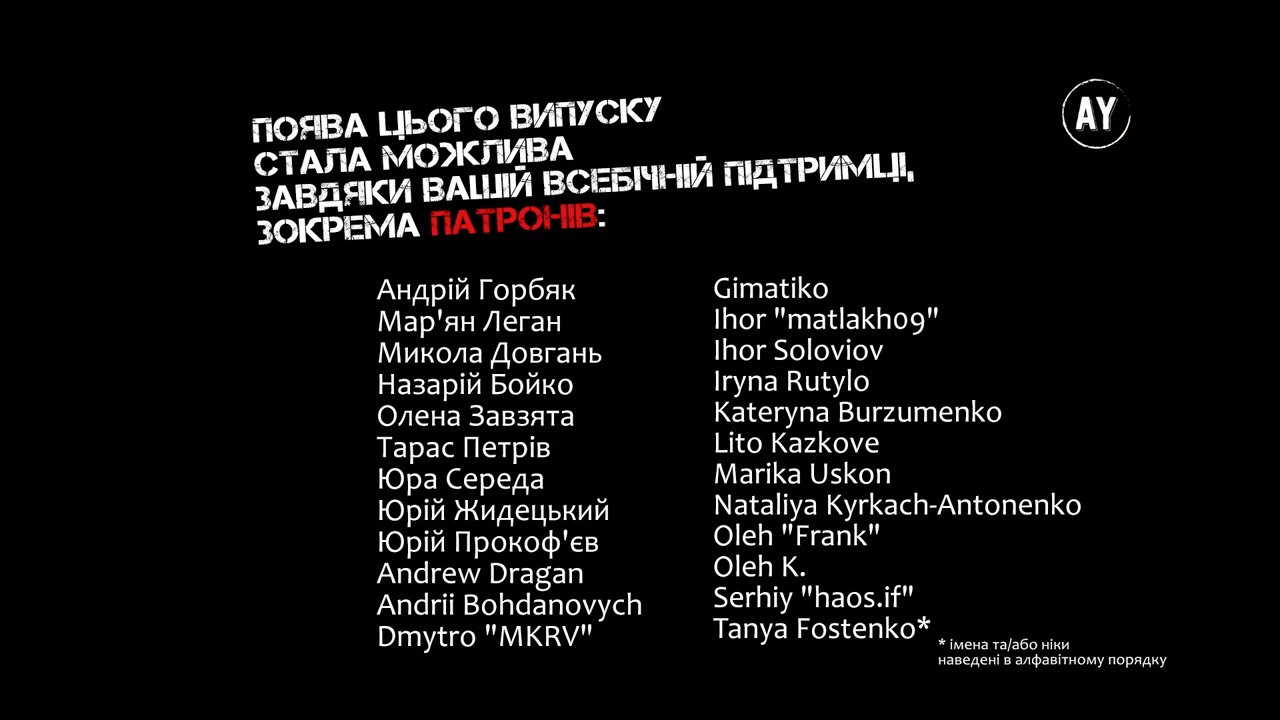 ПОЯВА ЦЬОГО ВИПУСКУ
СТАЛА МОЖЛИВА
ЗАВДЯКИ ВАШІЙ ВСЕБІЧНІЙ ПІДТРИМЦІ,
ЗОКРЕМА ПАТРОНІВ:
AY
Андрій Горбяк
Мар'ян Леган
Микола Довгань
Назарій Бойко
Олена Завзята
Тарас Петрів
Юра Середа
Юрій Жидецький
Юрій Прокоф'єв
Andrew Dragan
Andrii Bohdanovych
Dmytro "MKRV"
Gimatiko
Ihor "matlakh09"
Ihor Soloviov
Iryna Rutylo
Kateryna Burzumenko
Lito Kazkove
Marika Uskon
Nataliya Kyrkach-Antonenko
Oleh "Frank"
Oleh K.
Serhiy "haos.if"
Tanya Fostenko*
* імена та/або ніки
наведені в алфавітному порядку